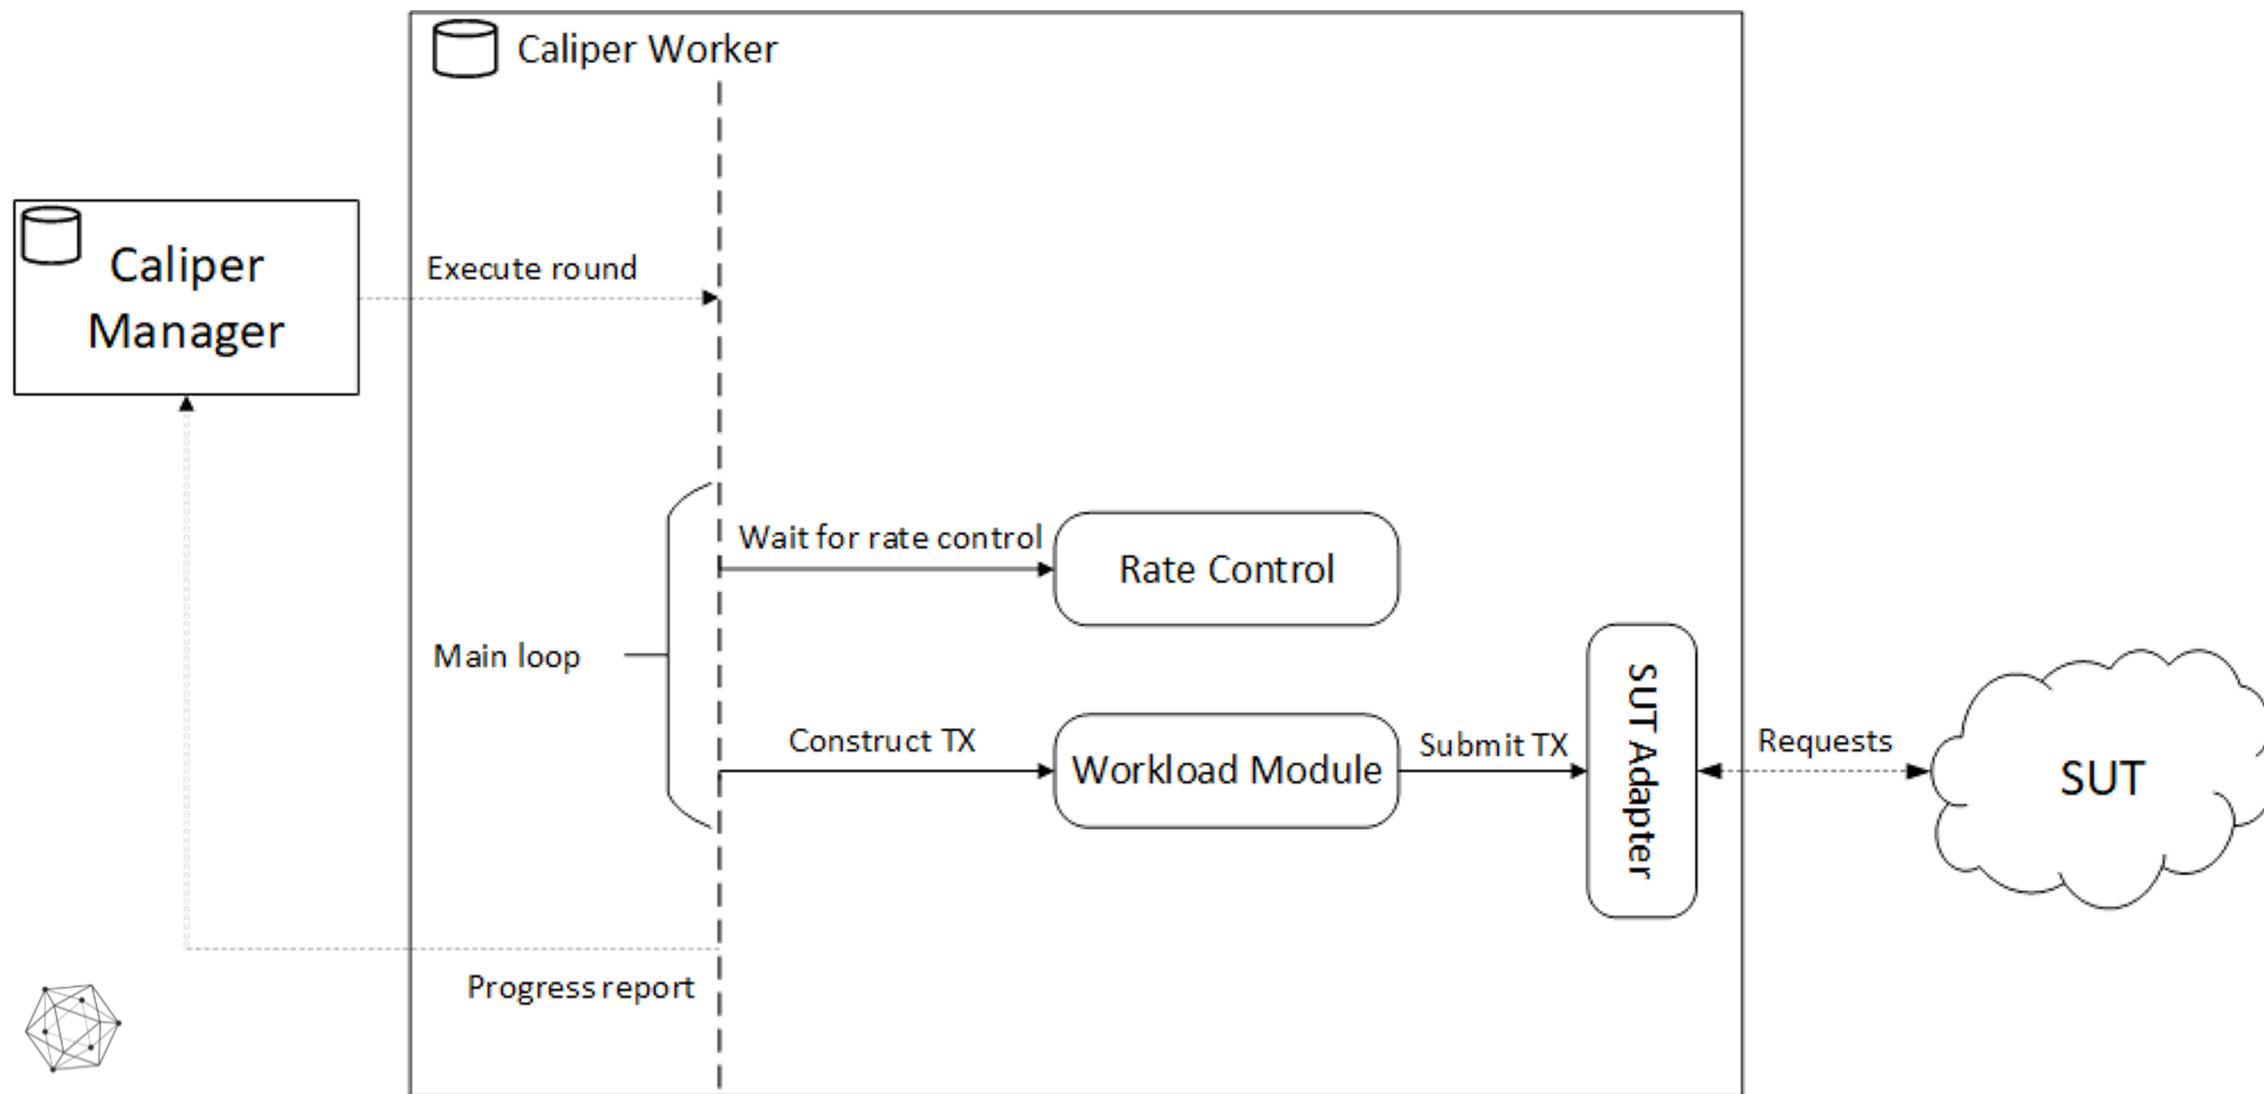 Caliper Worker
Caliper
Manager
Execute round
Wait for rate control
Rate Control
Main loop
Construct TX
Workload Module
Submit TX
SUT Adapter
Requests
SUT
Progress report